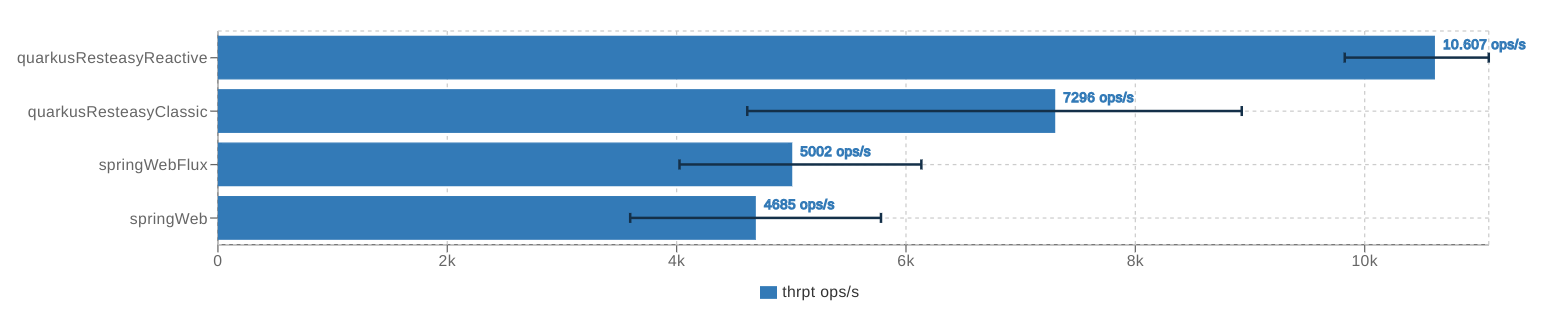 quarkusResteasyReactive
10.607 ops/s
quarkusResteasyClassic
7296 ops/s
springWebFlux
5002 ops/s
springWeb
4685 ops/s
0 2k 4k 6k 8k 10k
thrpt ops/s